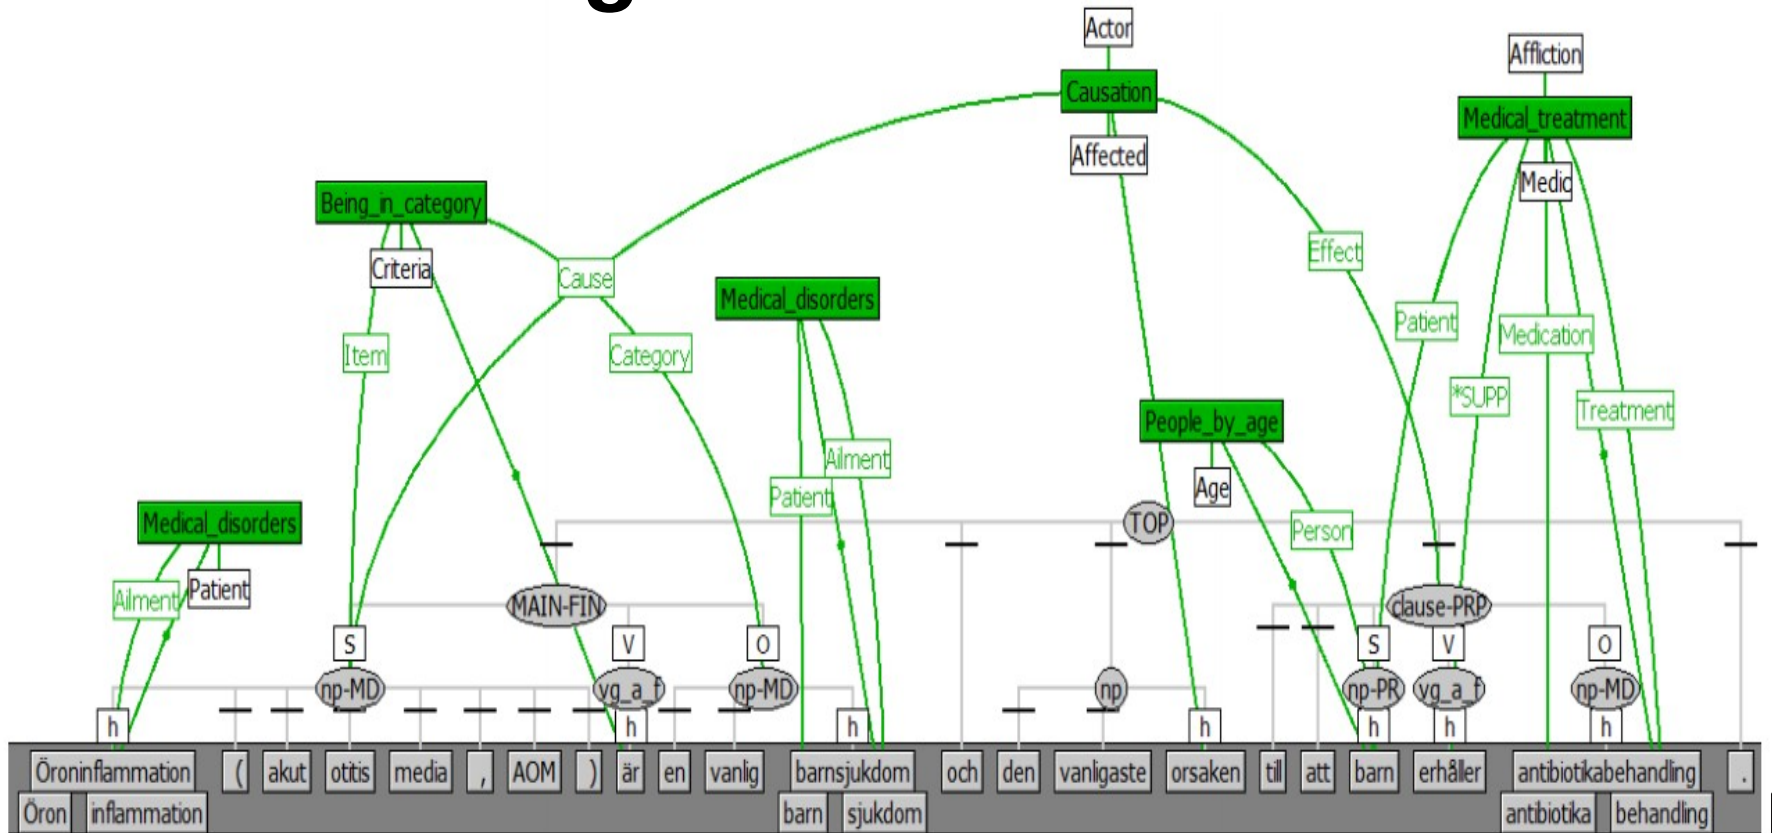 Actor
Affliction
Causation
Medical_treatment
Affected
Medic
Being_in_category
Criteria
Effect
Cause
Medical_disorders
Patient
Medication
Item
Category
*SUPP
Treatment
People_by_age
Ailment
Patient
Age
Medical_disorders
TOP
Person
Ailment
Patient
MAIN-FIN
clause-PRP
S V O S V O
np-MD vg_a_f np-MD np np-PR vg_a_f np-MD
h h h h h h h
Öroninflammation ( akut otitis media , AOM ) är en vanlig barnsjukdom och den vanligaste orsaken till att barn erhåller antibiotikabehandling .
Öron inflammation barn sjukdom antibiotika behandling